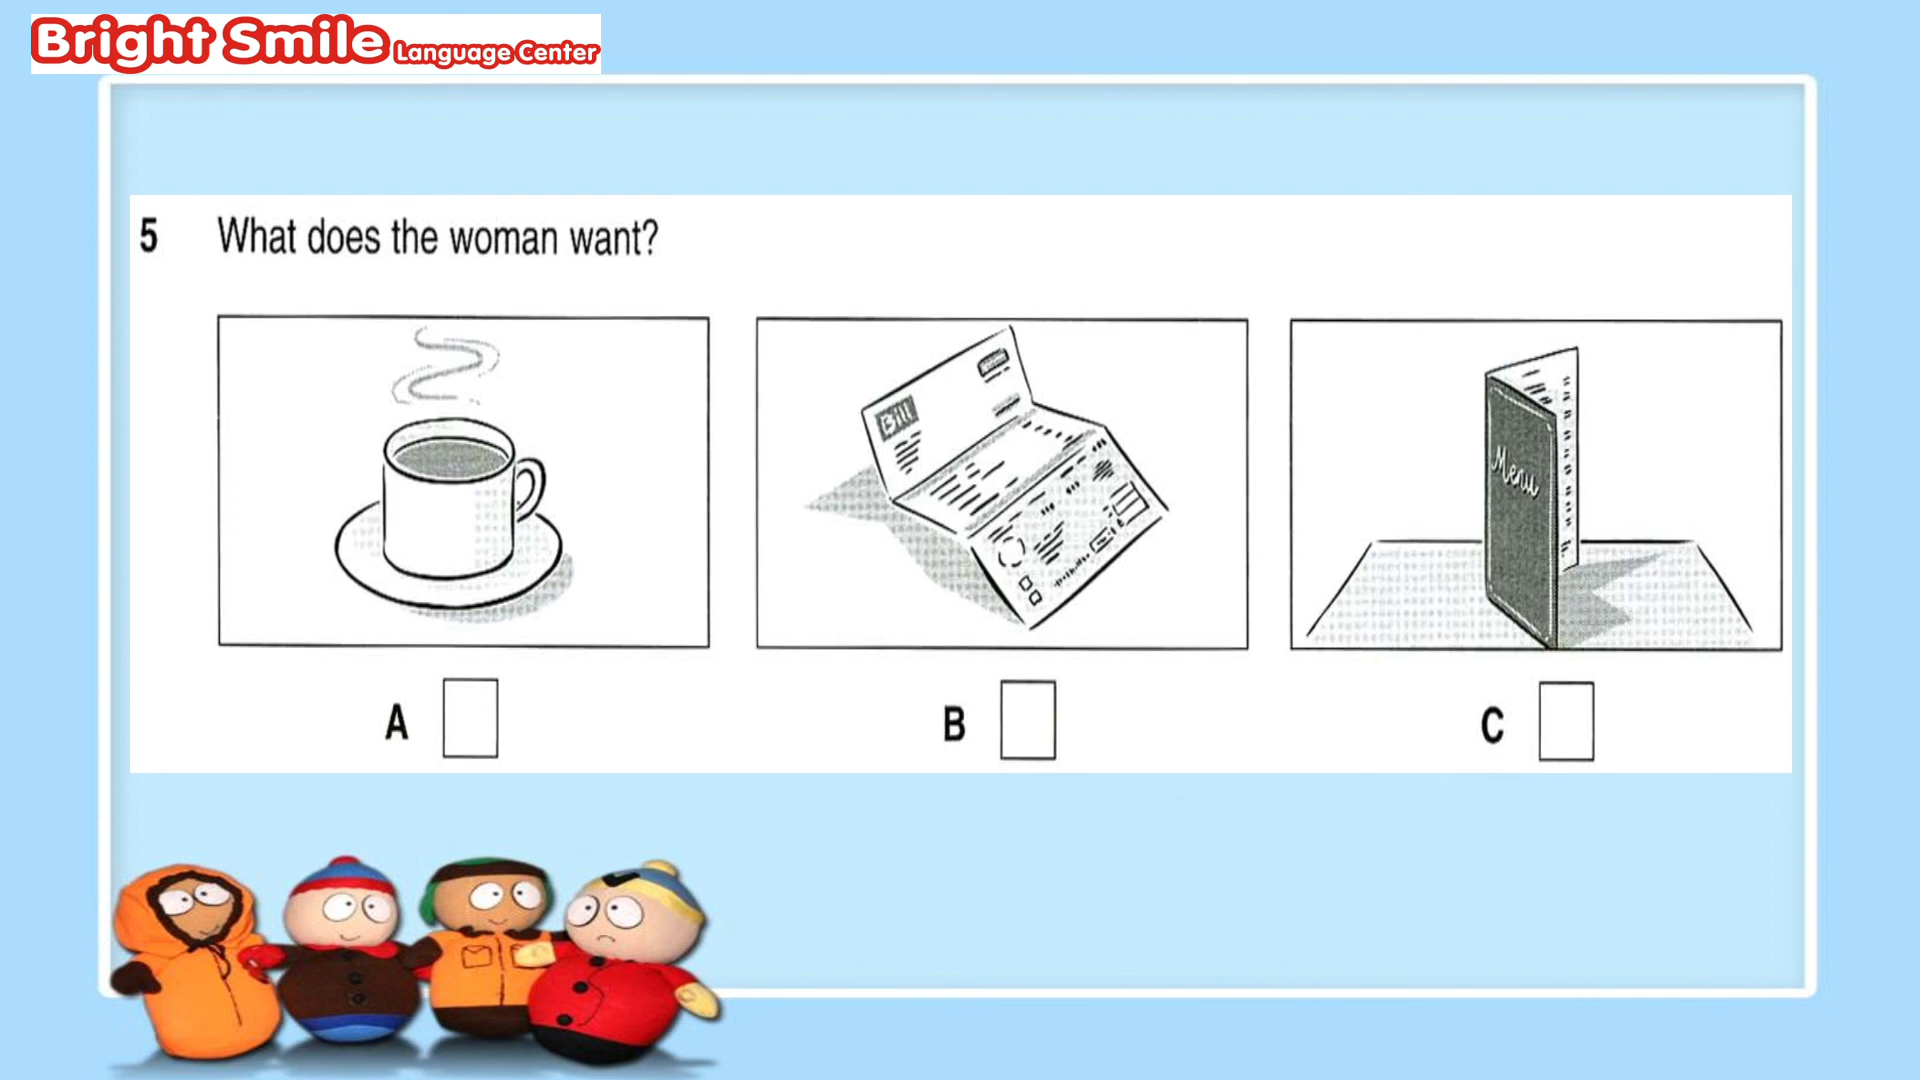 Bright Smile Language Center
5 What does the woman want?
Bill
Menu
A B C